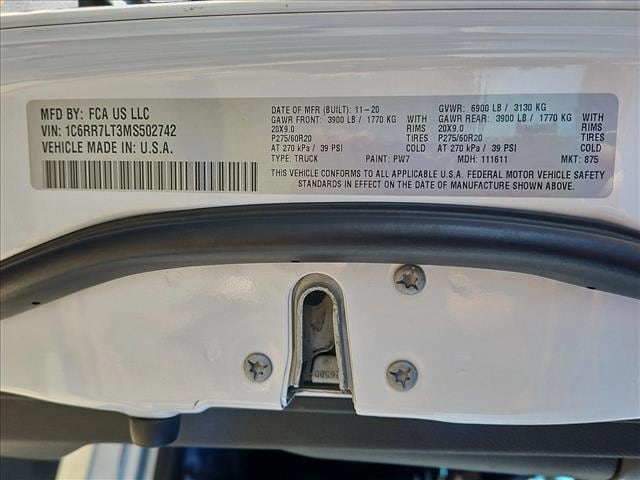 MFD BY: FCA US LLC
VIN: 1C6RR7LT3MS502742
VEHICLE MADE IN: U.S.A.
DATE OF MFR (BUILT): 11-20 GVWR: 6900 LB / 3130 KG
GAWR FRONT: 3900 LB / 1770 KG WITH GAWR REAR: 3900 LB / 1770 KG WITH
20X9.0 RIMS 20X9.0 RIMS
P275/60R20 TIRES P275/60R20 TIRES
AT 270 kPa / 39 PSI COLD AT 270 kPa / 39 PSI COLD
TYPE: TRUCK PAINT: PW7 MDH: 111611 MKT: 875
THIS VEHICLE CONFORMS TO ALL APPLICABLE U.S.A. FEDERAL MOTOR VEHICLE SAFETY
STANDARDS IN EFFECT ON THE DATE OF MANUFACTURE SHOWN ABOVE